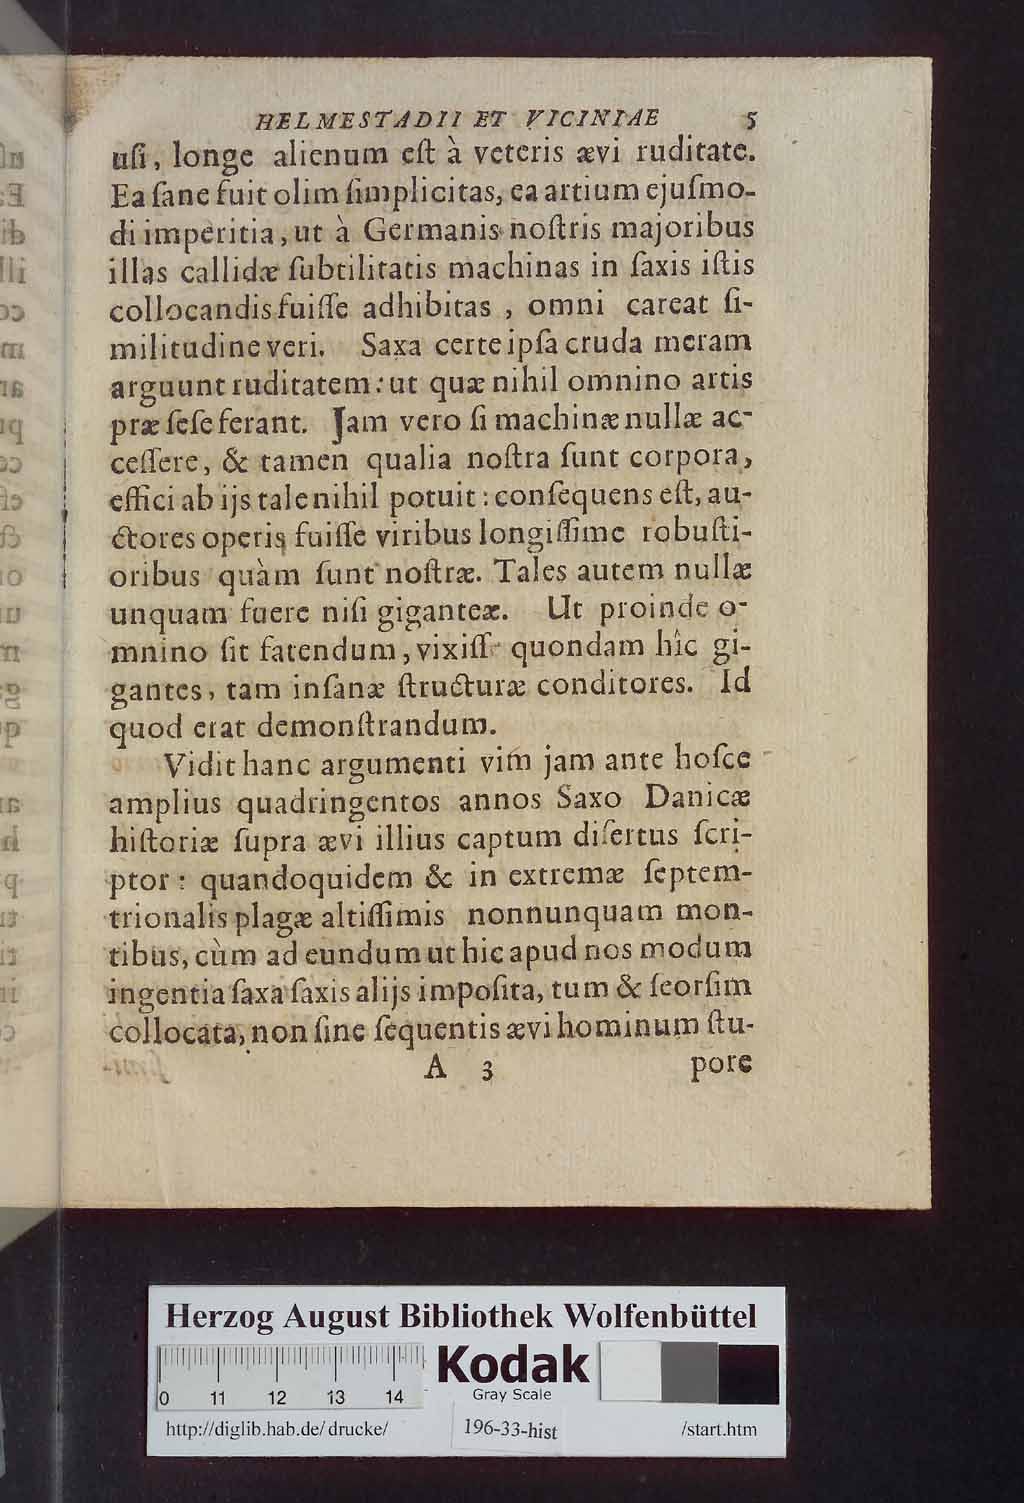 HELMESTADII ET VICINIAE 5
uſi, longe alienum eſt à veteris ævi ruditate.
Ea ſane fuit olim ſimplicitas, ea artium ejuſmo-
di imperitia, ut à Germanis noſtris majoribus
illas callidæ ſubtilitatis machinas in ſaxis iſtis
collocandis fuiſſe adhibitas, omni careat ſi-
militudine veri. Saxa certe ipſa cruda meram
arguunt ruditatem: ut quæ nihil omnino artis
præ ſeſe ferant. Jam vero ſi machinæ nullæ ac-
ceſſere, & tamen qualia noſtra ſunt corpora,
effici ab ijs tale nihil potuit: conſequens eſt, au-
ctores operis fuiſſe viribus longiſſime robuſti-
oribus quàm ſunt noſtræ. Tales autem nullæ
unquam fuere niſi giganteæ. Ut proinde o-
mnino ſit fatendum, vixiſſe quondam hîc gi-
gantes, tam inſanæ ſtructuræ conditores. Id
quod erat demonſtrandum.
Vidit hanc argumenti vim jam ante hoſce
amplius quadringentos annos Saxo Danicæ
hiſtoriæ ſupra ævi illius captum diſertus ſcri-
ptor: quandoquidem & in extremæ ſeptem-
trionalis plagæ altiſſimis nonnunquam mon-
tibus, cùm ad eundum ut hic apud nos modum
ingentia ſaxa ſaxis alijs impoſita, tum & ſeorſim
collocata, non ſine ſequentis ævi hominum ſtu-
A 3 pore
Herzog August Bibliothek Wolfenbüttel
Kodak
Gray Scale
0 11 12 13 14
http://diglib.hab.de/drucke/ 196-33-hist /start.htm